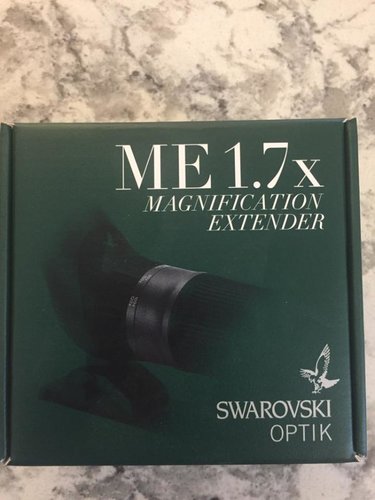 ME 1.7x
MAGNIFICATION
EXTENDER
SWAROVSKI
OPTIK